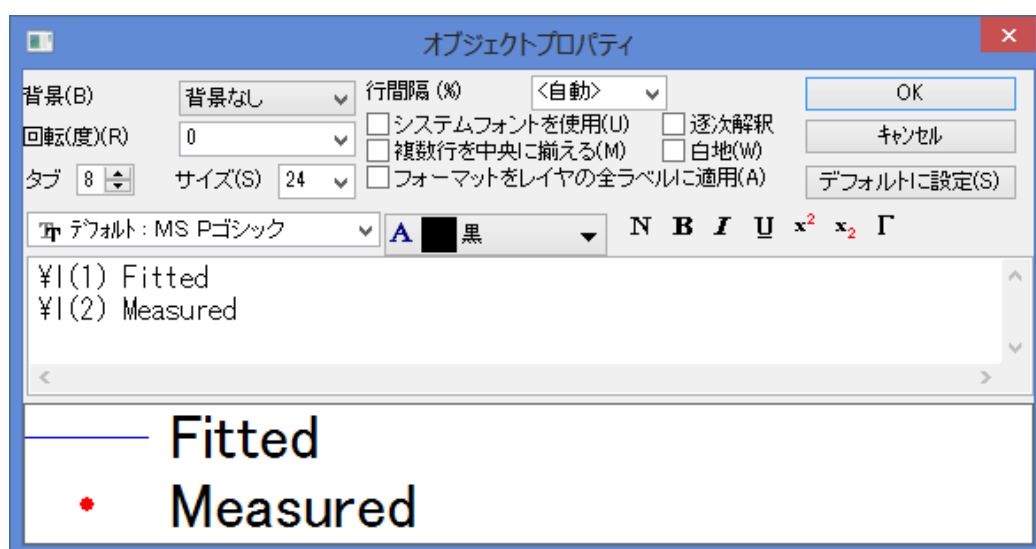 オブジェクトプロパティ
背景(B) 背景なし 行間隔 (%) <自動> OK
システムフォントを使用(U) 逐次解釈
回転(度)(R) 0 キャンセル
複数行を中央に揃える(M) 白地(W)
タブ 8 サイズ(S) 24 フォーマットをレイヤの全ラベルに適用(A) デフォルトに設定(S)
デフォルト : MS Pゴシック A 黒 N B I U x² x₂ Γ
¥l(1) Fitted
¥l(2) Measured
Fitted
Measured